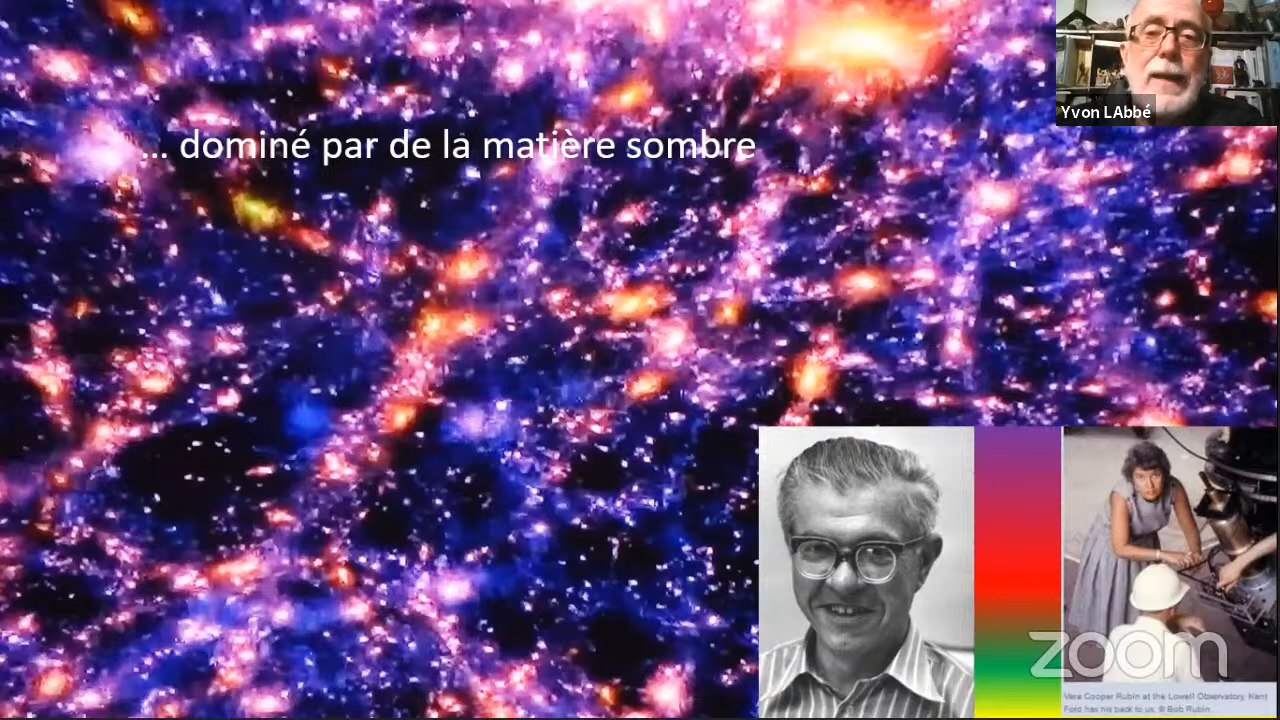 Yvon LAbbé
... dominé par de la matière sombre
zoom
Vera Cooper Rubin at the Lowell Observatory, Kent
Ford has his back to us. © Bob Rubin.